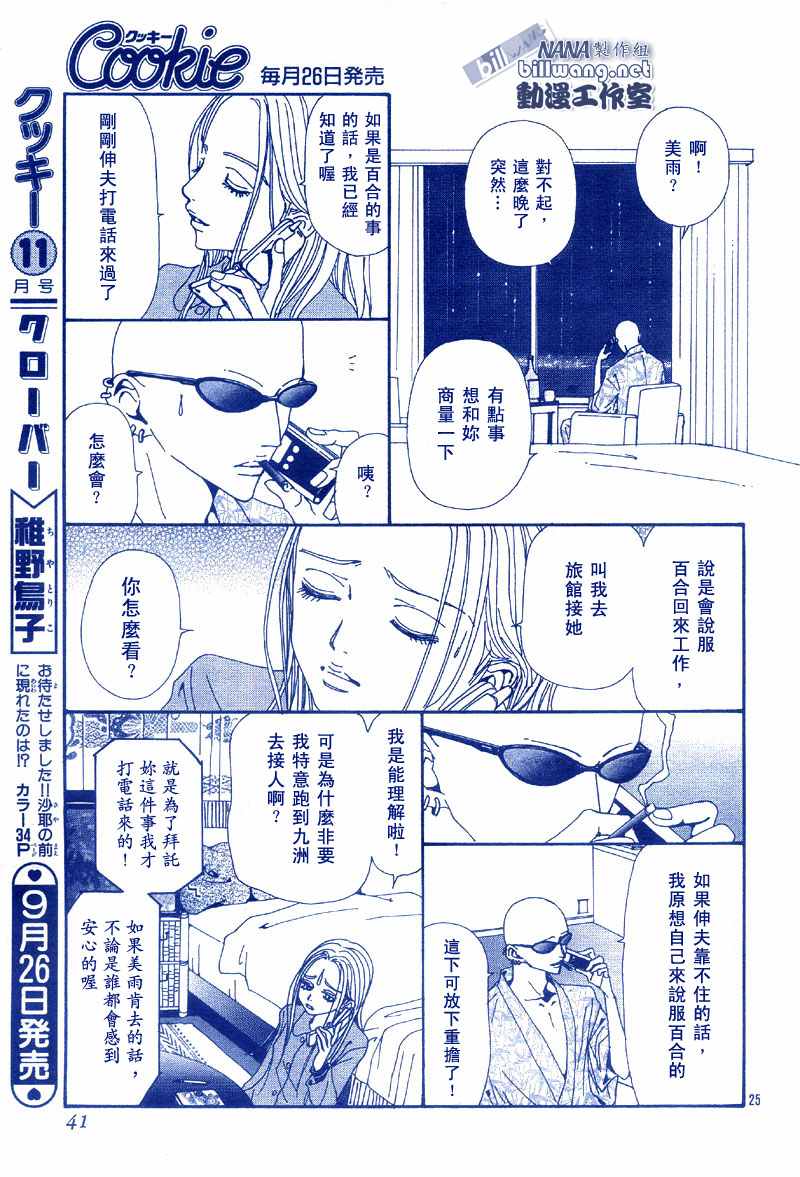 クッキー
Cookie
毎月26日発売
bill wang
NANA製作組
billwang.net
動漫工作室
啊！
美雨？
對不起，
這麼晚了
突然…
有點事
想和妳
商量一下
如果是百合的事
的話，我已經
知道了喔
剛剛伸夫打電話來過了
咦？
怎麼會？
說是會說服
百合回來工作，
叫我去
旅館接她
你怎麼看？
如果伸夫靠不住的話，
我原想自己來說服百合的
這下可放下重擔了！
我是能理解啦！
可是為什麼非要
我特意跑到九洲
去接人啊？
就是為了拜託
妳這件事我才
打電話來的！
如果美雨肯去的話，
不論是誰都會感到
安心的喔
クッキー
11
月号
クローバー
稚野鳥子
ちやとりこ
お待たせしました!!沙耶の前
に現れたのは!?
カラー34P
9月26日発売
25
41